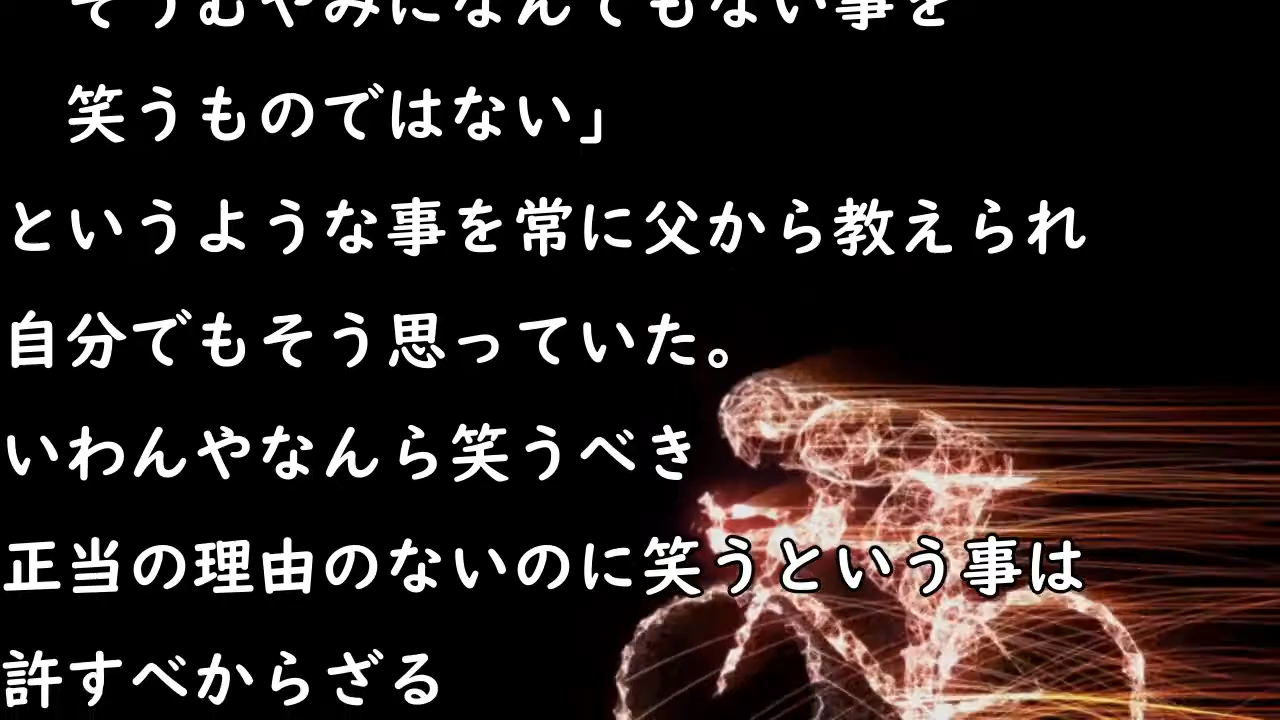 そうむやみになんでもない事を
笑うものではない」
というような事を常に父から教えられ
自分でもそう思っていた。
いわんやなんら笑うべき
正当の理由のないのに笑うという事は
許すべからざる